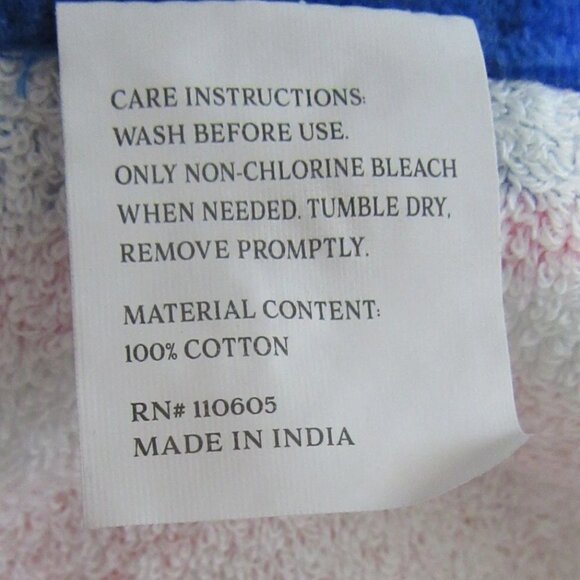 CARE INSTRUCTIONS:
WASH BEFORE USE.
ONLY NON-CHLORINE BLEACH
WHEN NEEDED. TUMBLE DRY,
REMOVE PROMPTLY.
MATERIAL CONTENT:
100% COTTON
RN# 110605
MADE IN INDIA